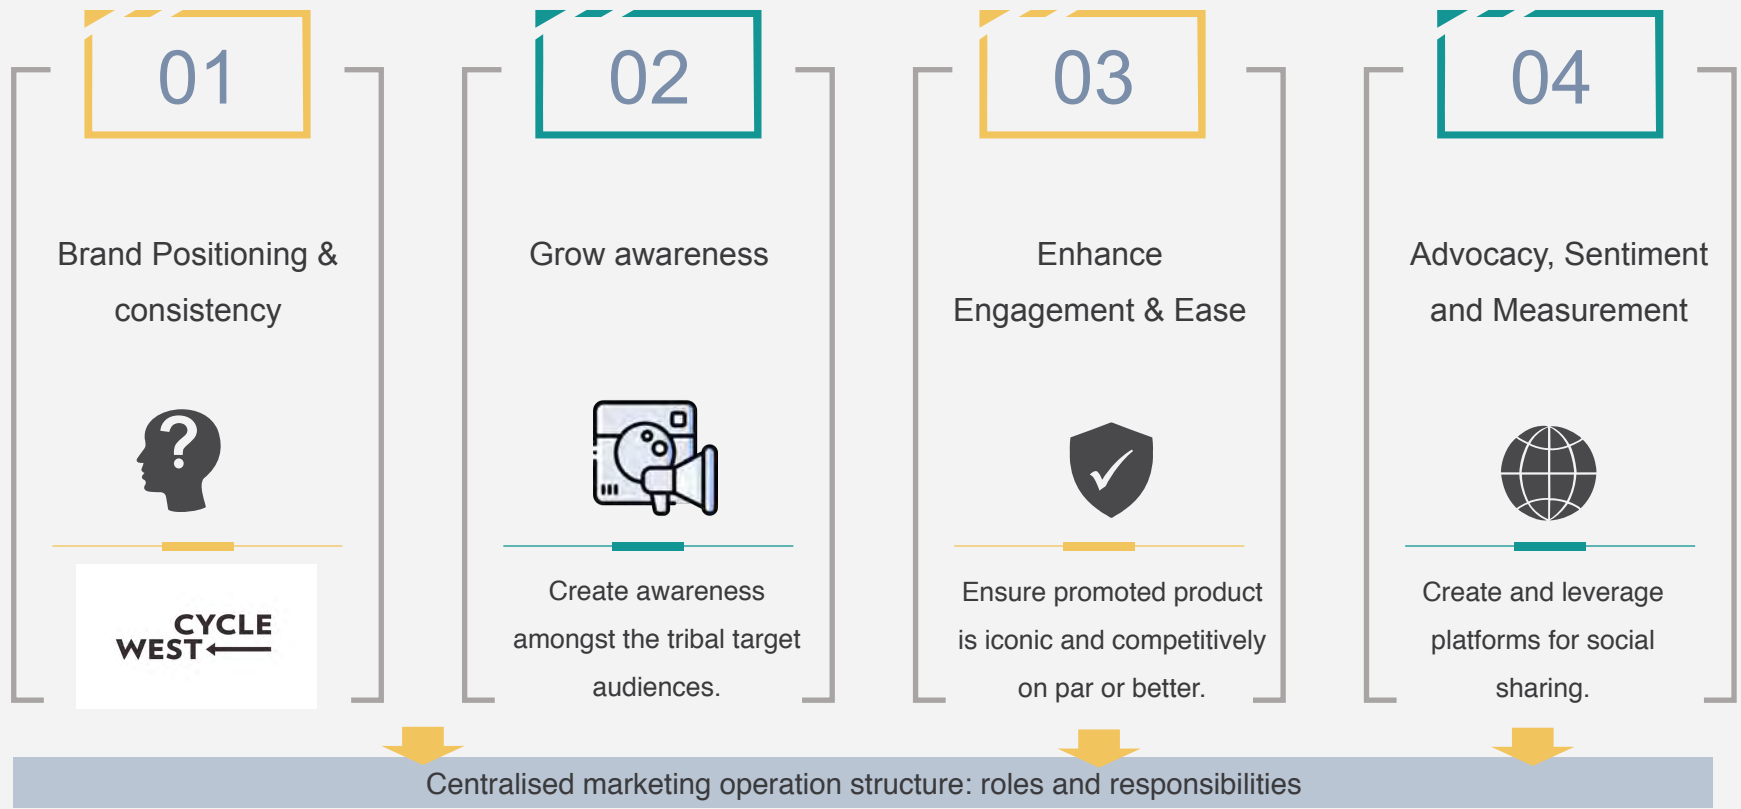 01
Brand Positioning &
consistency
?
CYCLE
WEST
02
Grow awareness
Create awareness
amongst the tribal target
audiences.
03
Enhance
Engagement & Ease
Ensure promoted product
is iconic and competitively
on par or better.
04
Advocacy, Sentiment
and Measurement
Create and leverage
platforms for social
sharing.
Centralised marketing operation structure: roles and responsibilities